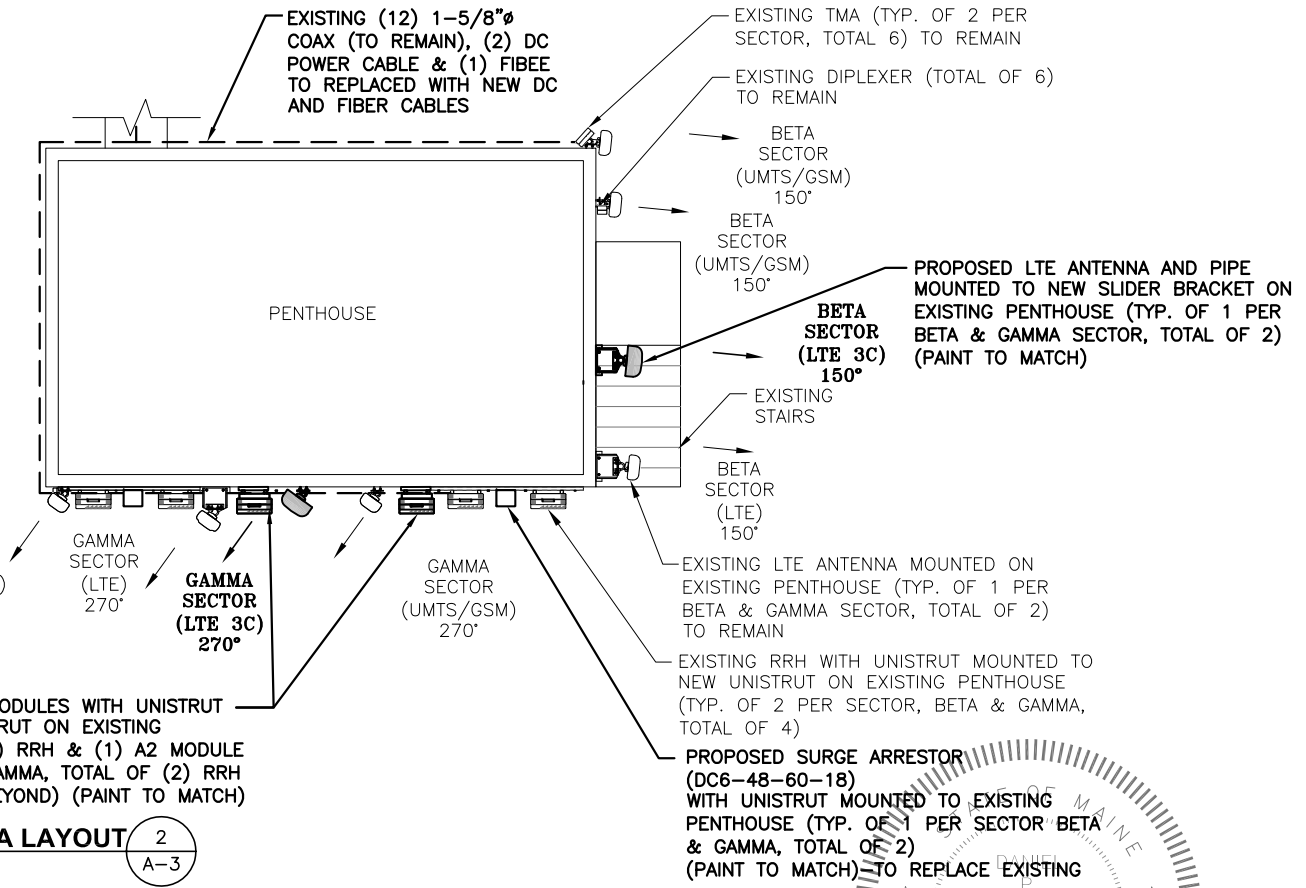 EXISTING (12) 1-5/8"ø
COAX (TO REMAIN), (2) DC
POWER CABLE & (1) FIBEE
TO REPLACED WITH NEW DC
AND FIBER CABLES
EXISTING TMA (TYP. OF 2 PER
SECTOR, TOTAL 6) TO REMAIN
EXISTING DIPLEXER (TOTAL OF 6)
TO REMAIN
BETA
SECTOR
(UMTS/GSM)
150°
BETA
SECTOR
(UMTS/GSM)
150°
PENTHOUSE
BETA
SECTOR
(LTE 3C)
150°
PROPOSED LTE ANTENNA AND PIPE
MOUNTED TO NEW SLIDER BRACKET ON
EXISTING PENTHOUSE (TYP. OF 1 PER
BETA & GAMMA SECTOR, TOTAL OF 2)
(PAINT TO MATCH)
EXISTING
STAIRS
BETA
SECTOR
(LTE)
150°
)
GAMMA
SECTOR
(LTE)
270°
GAMMA
SECTOR
(LTE 3C)
270°
GAMMA
SECTOR
(UMTS/GSM)
270°
EXISTING LTE ANTENNA MOUNTED ON
EXISTING PENTHOUSE (TYP. OF 1 PER
BETA & GAMMA SECTOR, TOTAL OF 2)
TO REMAIN
EXISTING RRH WITH UNISTRUT MOUNTED TO
NEW UNISTRUT ON EXISTING PENTHOUSE
(TYP. OF 2 PER SECTOR, BETA & GAMMA,
TOTAL OF 4)
ODULES WITH UNISTRUT
RUT ON EXISTING
) RRH & (1) A2 MODULE
AMMA, TOTAL OF (2) RRH
EYOND) (PAINT TO MATCH)
PROPOSED SURGE ARRESTOR
(DC6-48-60-18)
WITH UNISTRUT MOUNTED TO EXISTING
PENTHOUSE (TYP. OF 1 PER SECTOR BETA
& GAMMA, TOTAL OF 2)
(PAINT TO MATCH)-TO REPLACE EXISTING
A LAYOUT
2
A-3
STATE OF MAINE
DANIEL
P.